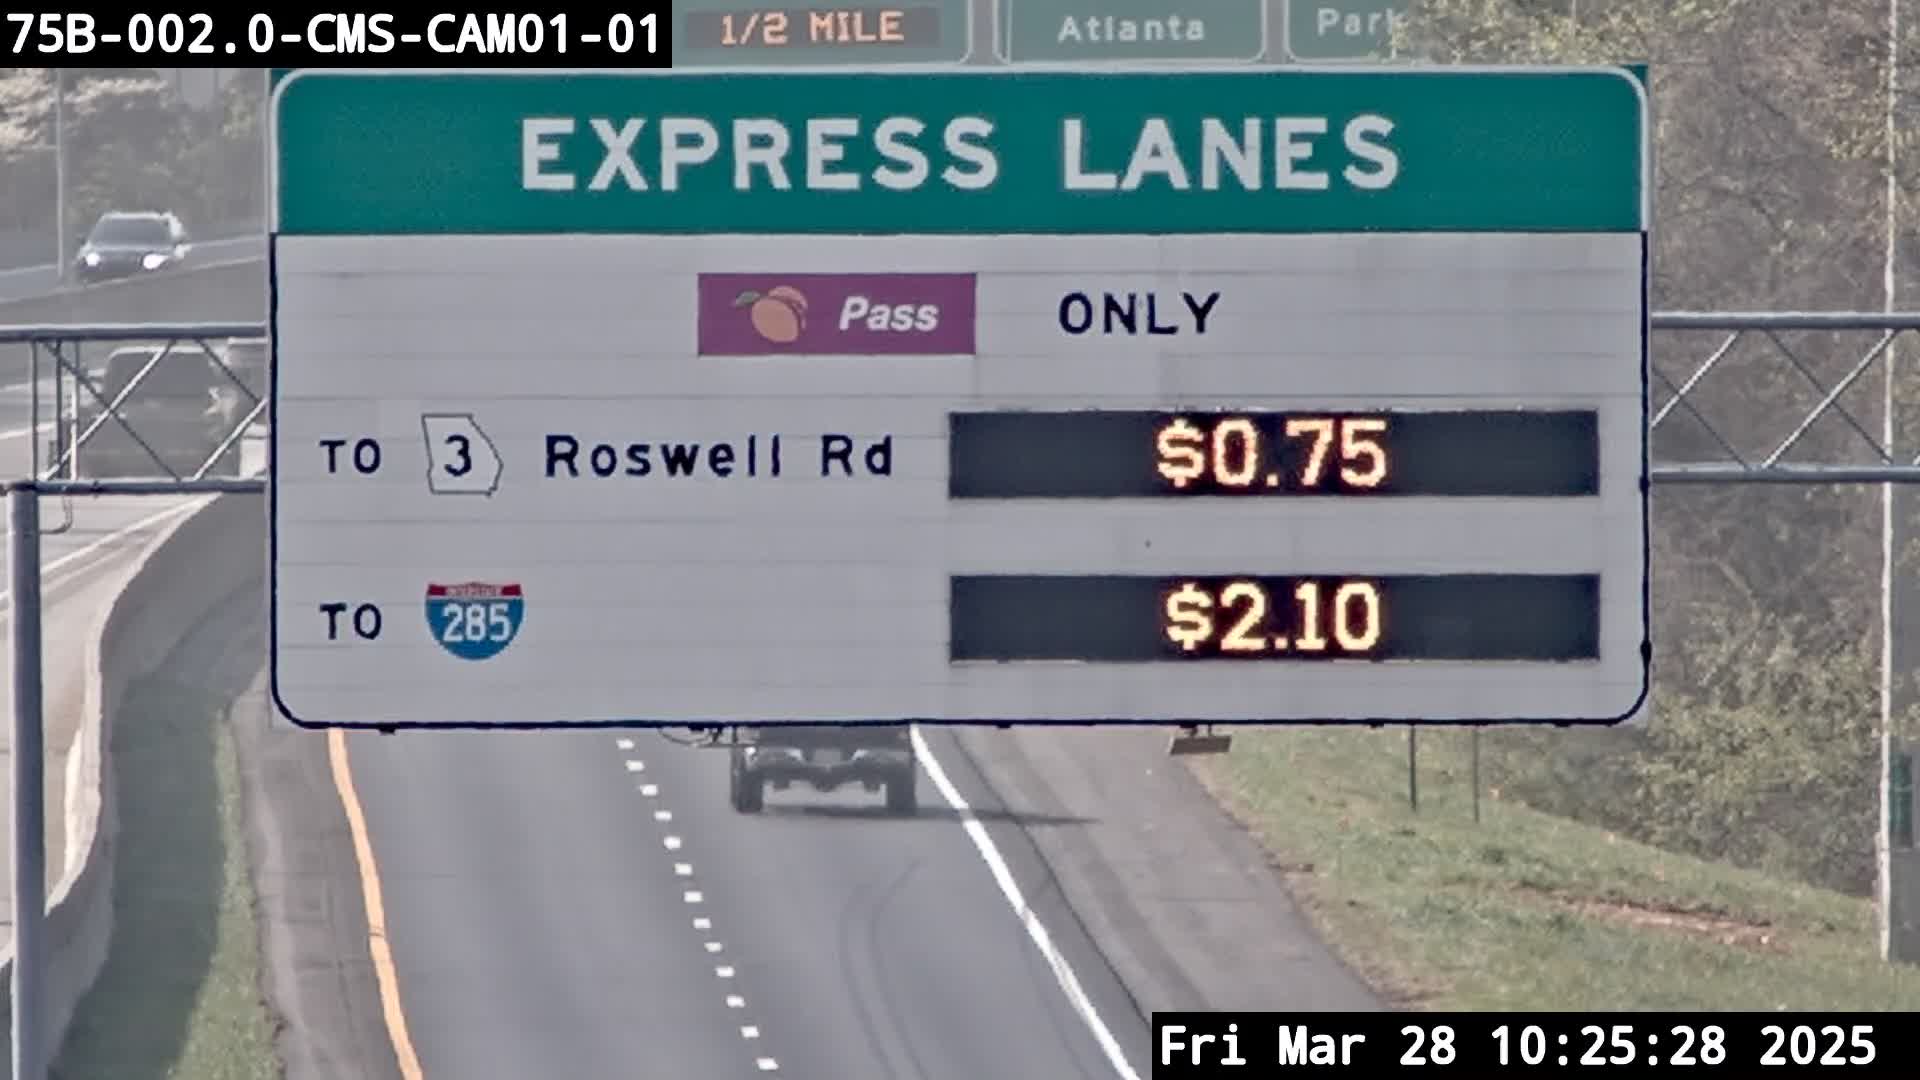 75B-002.0-CMS-CAM01-01
1/2 MILE
Atlanta
EXPRESS LANES
Pass ONLY
TO 3 Roswell Rd $0.75
INTERSTATE
TO 285 $2.10
Fri Mar 28 10:25:28 2025